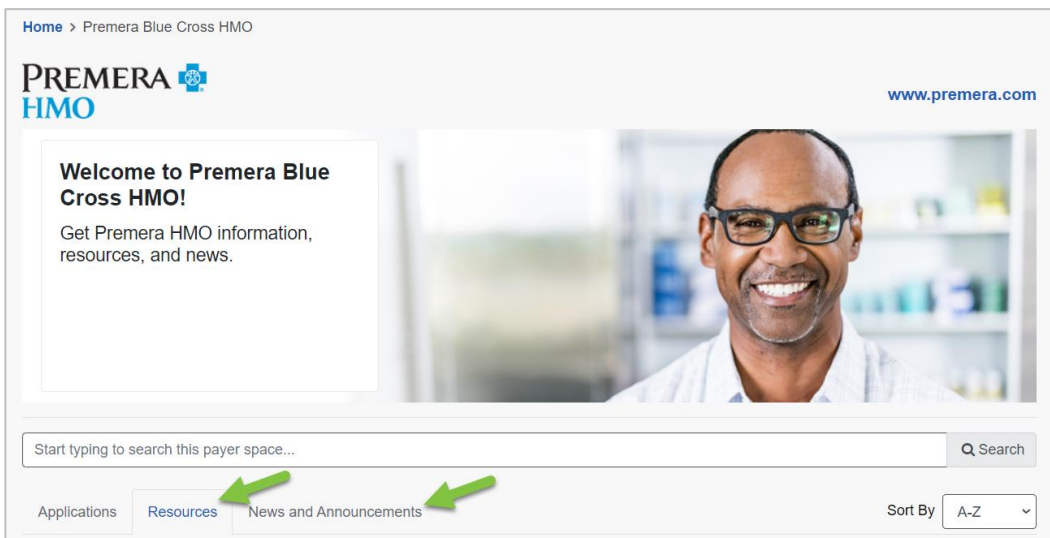 Home > Premera Blue Cross HMO
PREMERA
HMO
www.premera.com
Welcome to Premera Blue
Cross HMO!
Get Premera HMO information,
resources, and news.
Start typing to search this payer space...
Search
Applications Resources News and Announcements Sort By A-Z